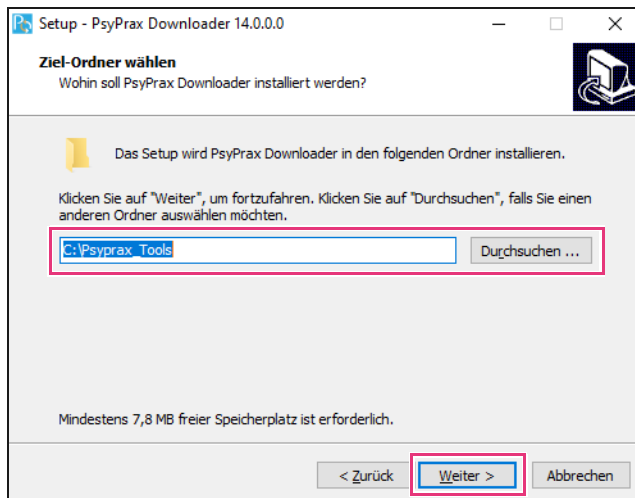 Setup - PsyPrax Downloader 14.0.0.0
Ziel-Ordner wählen
Wohin soll PsyPrax Downloader installiert werden?
Das Setup wird PsyPrax Downloader in den folgenden Ordner installieren.
Klicken Sie auf "Weiter", um fortzufahren. Klicken Sie auf "Durchsuchen", falls Sie einen
anderen Ordner auswählen möchten.
C:\Psyprax_Tools
Durchsuchen ...
Mindestens 7,8 MB freier Speicherplatz ist erforderlich.
< Zurück
Weiter >
Abbrechen